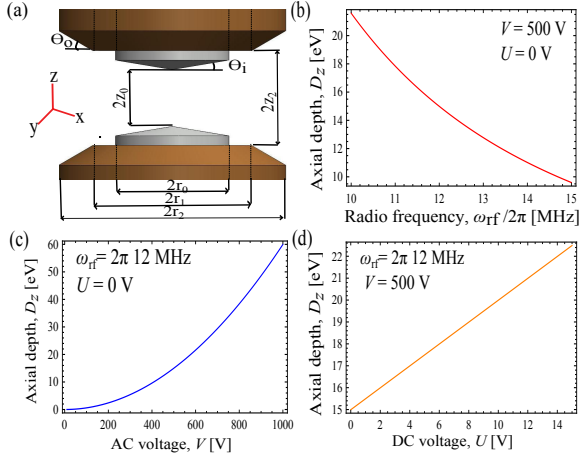 (a)
Θo
Θi
2z0
2z2
z
y
x
2r0
2r1
2r2
(b)
V = 500 V
U = 0 V
Axial depth, Dz [eV]
22
20
18
16
14
12
10
10 11 12 13 14 15
Radio frequency, ωrf /2π [MHz]
(c)
ωrf = 2π 12 MHz
U = 0 V
Axial depth, Dz [eV]
60
50
40
30
20
10
0
0 200 400 600 800 1000
AC voltage, V [V]
(d)
ωrf = 2π 12 MHz
V = 500 V
Axial depth, Dz [eV]
22
21
20
19
18
17
16
15
0 2 4 6 8 10 12 14
DC voltage, U [V]